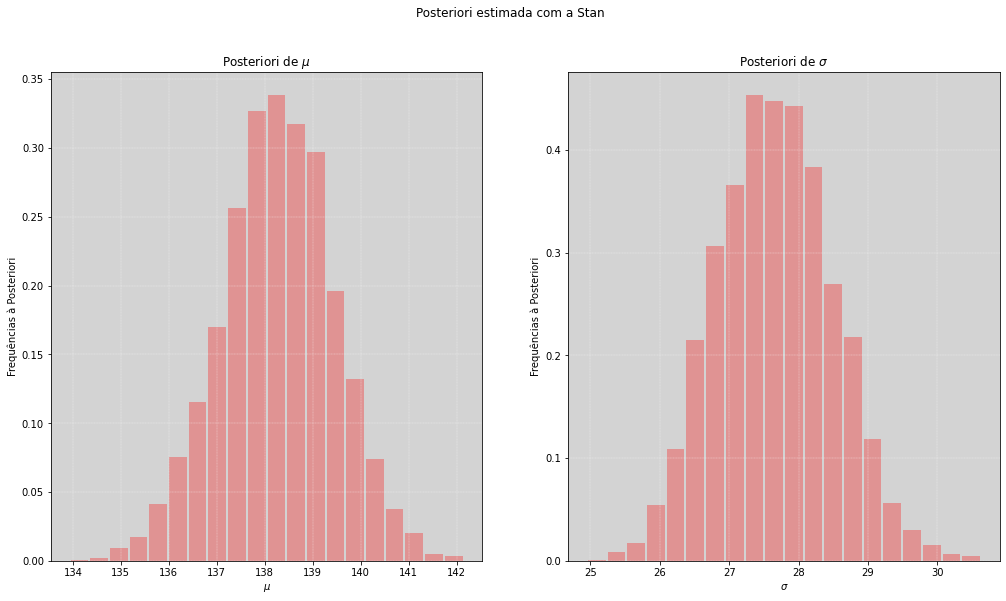 Posteriori estimada com a Stan
Posteriori de μ
Frequências à Posteriori
0.35
0.30
0.25
0.20
0.15
0.10
0.05
0.00
134 135 136 137 138 139 140 141 142
μ
Posteriori de σ
Frequências à Posteriori
0.4
0.3
0.2
0.1
0.0
25 26 27 28 29 30
σ